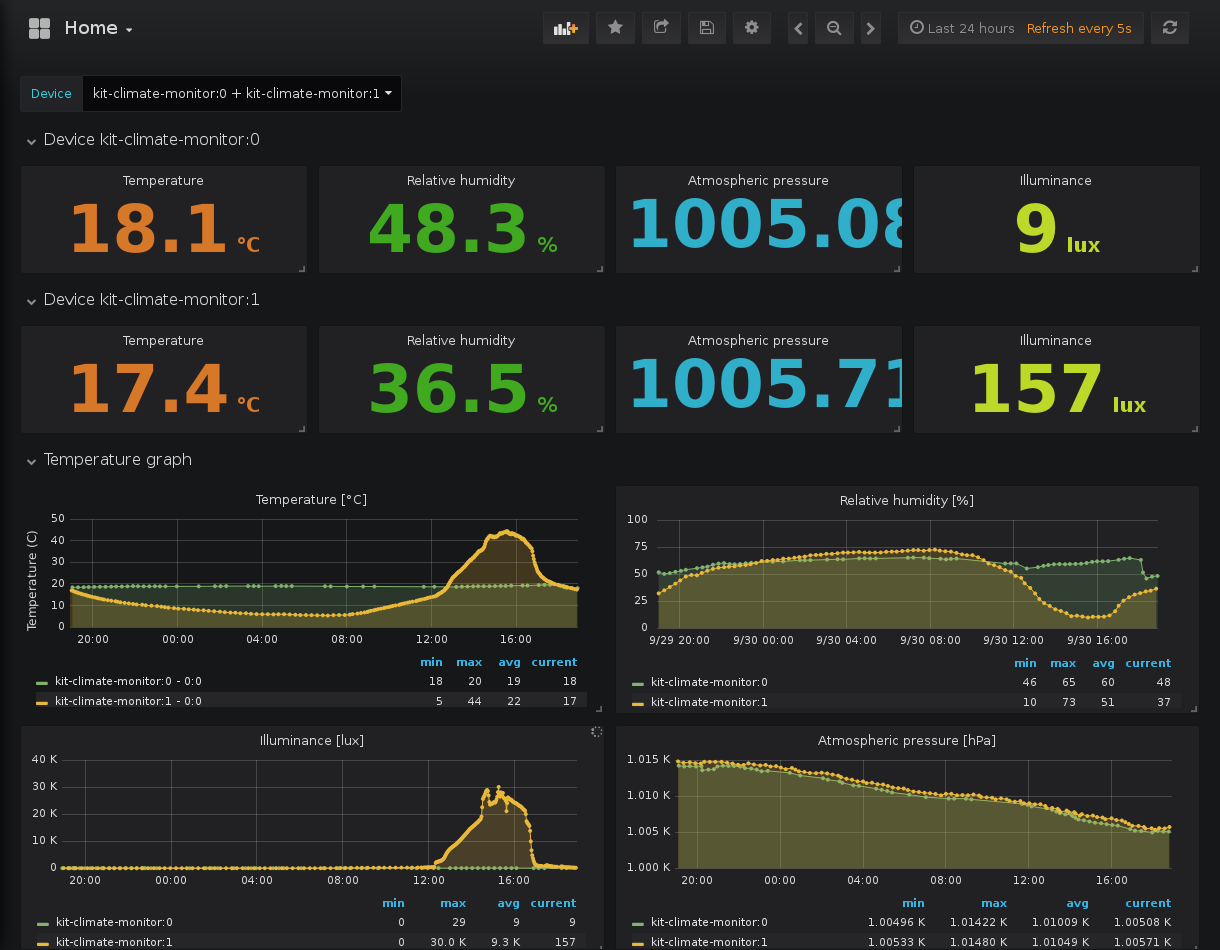 Home
Last 24 hours Refresh every 5s
Device kit-climate-monitor:0 + kit-climate-monitor:1
Device kit-climate-monitor:0
Temperature Relative humidity Atmospheric pressure Illuminance
18.1 °C 48.3 % 1005.08 9 lux
Device kit-climate-monitor:1
Temperature Relative humidity Atmospheric pressure Illuminance
17.4 °C 36.5 % 1005.71 157 lux
Temperature graph
Temperature [°C]
Temperature (C)
50
40
30
20
10
0
20:00 00:00 04:00 08:00 12:00 16:00
min max avg current
kit-climate-monitor:0 - 0:0 18 20 19 18
kit-climate-monitor:1 - 0:0 5 44 22 17
Relative humidity [%]
100
75
50
25
0
9/29 20:00 9/30 00:00 9/30 04:00 9/30 08:00 9/30 12:00 9/30 16:00
min max avg current
kit-climate-monitor:0 46 65 60 48
kit-climate-monitor:1 10 73 51 37
Illuminance [lux]
40 K
30 K
20 K
10 K
0
20:00 00:00 04:00 08:00 12:00 16:00
min max avg current
kit-climate-monitor:0 0 29 9 9
kit-climate-monitor:1 0 30.0 K 9.3 K 157
Atmospheric pressure [hPa]
1.015 K
1.010 K
1.005 K
1.000 K
20:00 00:00 04:00 08:00 12:00 16:00
min max avg current
kit-climate-monitor:0 1.00496 K 1.01422 K 1.01009 K 1.00508 K
kit-climate-monitor:1 1.00533 K 1.01480 K 1.01049 K 1.00571 K